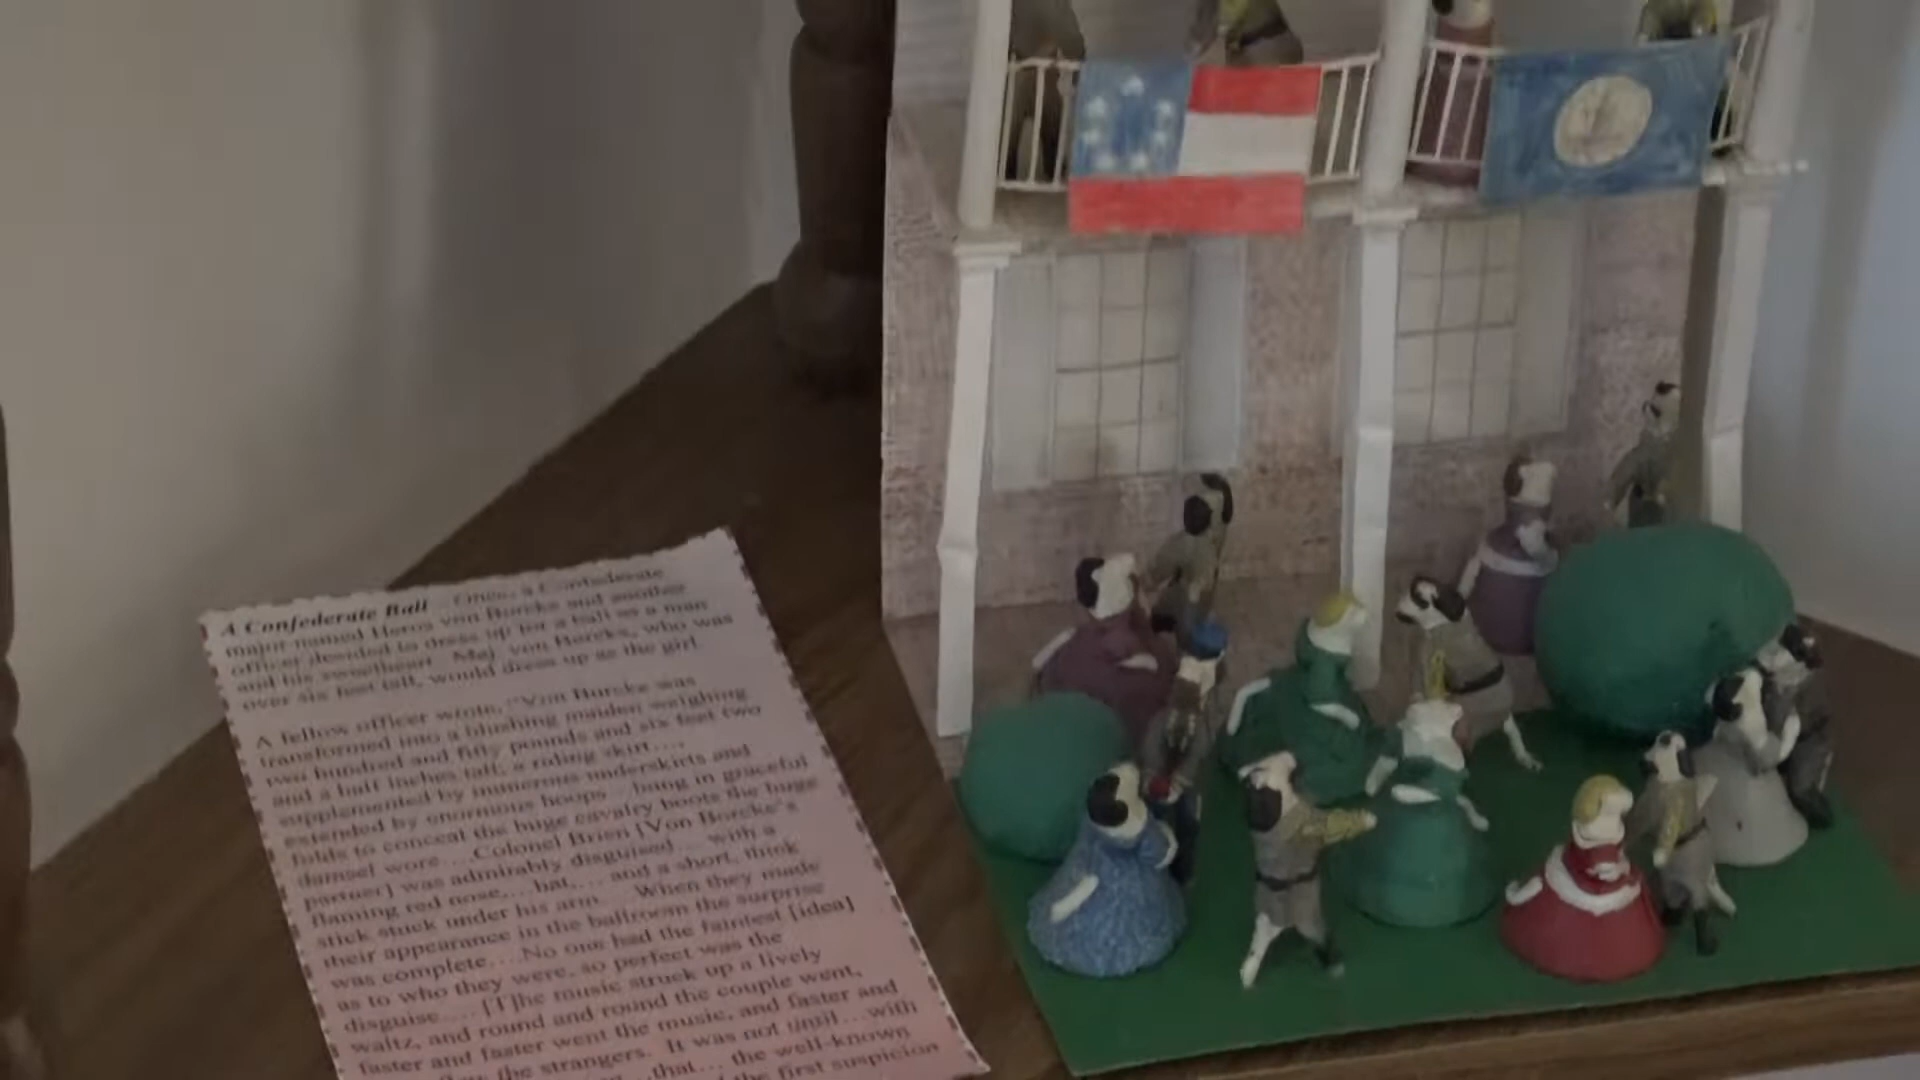 A Confederate Ball... Once, a Confederate
major named Heros von Borcke and another
officer decided to dress up for a ball as a man
and his sweetheart. Maj. von Borcke, who was
over six feet tall, would dress up as the girl.
A fellow officer wrote, "Von Borcke was
transformed into a blushing maiden weighing
two hundred and fifty pounds and six feet two
and a half inches tall; a riding skirt....
supplemented by numerous underskirts and
extended by enormous hoops...hung in graceful
folds to conceal the huge cavalry boots the huge
damsel wore....Colonel Brien [Von Borcke's
partner] was admirably disguised... with a
flaming red nose,...hat,... and a short, thick
stick stuck under his arm.... When they made
their appearance in the ballroom the surprise
was complete....No one had the faintest [idea]
as to who they were, so perfect was the
disguise.... [T]he music struck up a lively
waltz, and round and round the couple went,
faster and faster went the music, and faster and
the strangers. It was not until...with
...that... the well-known
the first suspicion